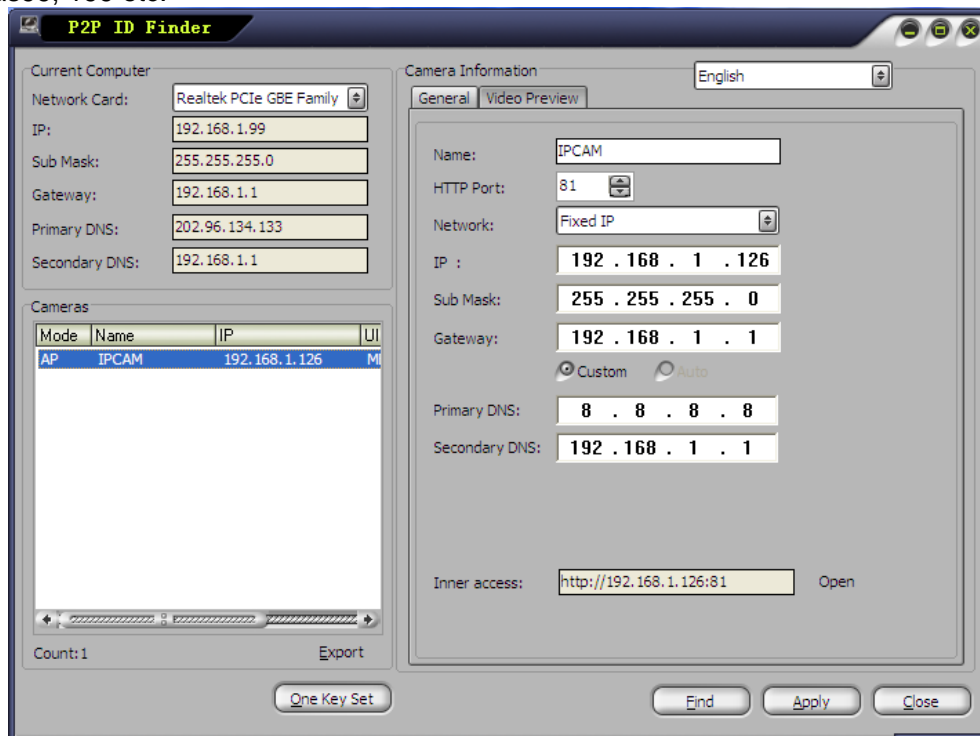 P2P ID Finder
Current Computer
Network Card: Realtek PCIe GBE Family
IP: 192.168.1.99
Sub Mask: 255.255.255.0
Gateway: 192.168.1.1
Primary DNS: 202.96.134.133
Secondary DNS: 192.168.1.1
Cameras
Mode Name IP UI
AP IPCAM 192.168.1.126
Count:1 Export
One Key Set
Camera Information English
General Video Preview
Name: IPCAM
HTTP Port: 81
Network: Fixed IP
IP : 192 . 168 . 1 . 126
Sub Mask: 255 . 255 . 255 . 0
Gateway: 192 . 168 . 1 . 1
Custom Auto
Primary DNS: 8 . 8 . 8 . 8
Secondary DNS: 192 . 168 . 1 . 1
Inner access: http://192.168.1.126:81 Open
Find Apply Close